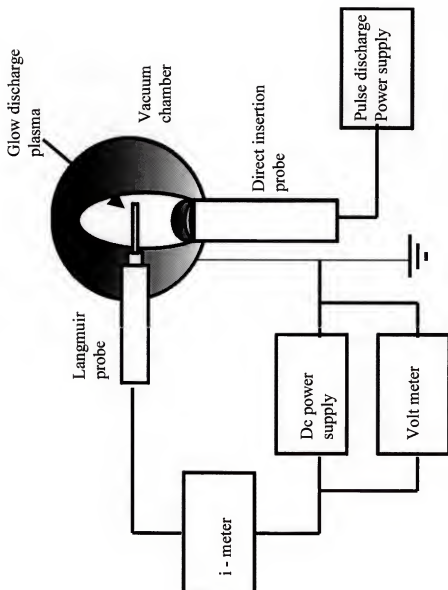 Glow discharge
plasma
Langmuir
probe
Vacuum
chamber
i - meter
Direct insertion
probe
Dc power
supply
Pulse discharge
Power supply
Volt meter